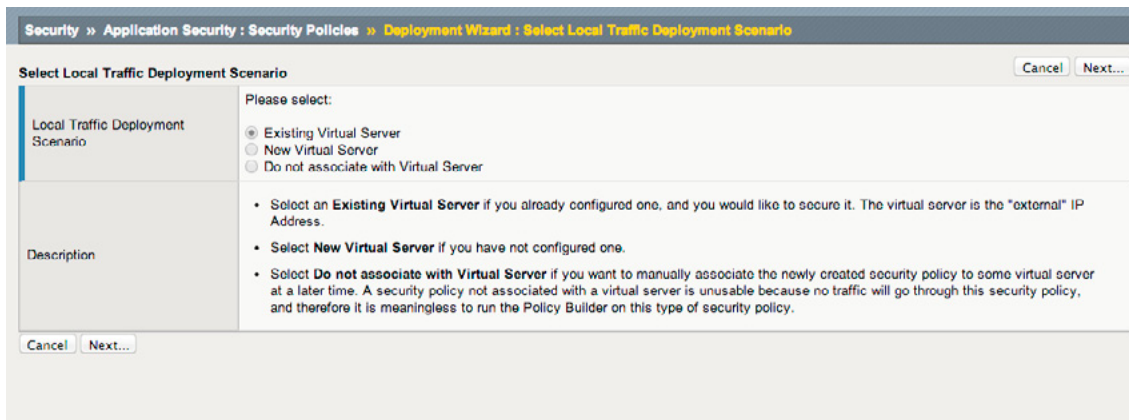 Security » Application Security : Security Policies » Deployment Wizard : Select Local Traffic Deployment Scenario
Select Local Traffic Deployment Scenario
Cancel Next...
Please select:
Local Traffic Deployment
Scenario
Existing Virtual Server
New Virtual Server
Do not associate with Virtual Server
Description
• Select an Existing Virtual Server if you already configured one, and you would like to secure it. The virtual server is the "external" IP
Address.
• Select New Virtual Server if you have not configured one.
• Select Do not associate with Virtual Server if you want to manually associate the newly created security policy to some virtual server
at a later time. A security policy not associated with a virtual server is unusable because no traffic will go through this security policy,
and therefore it is meaningless to run the Policy Builder on this type of security policy.
Cancel Next...